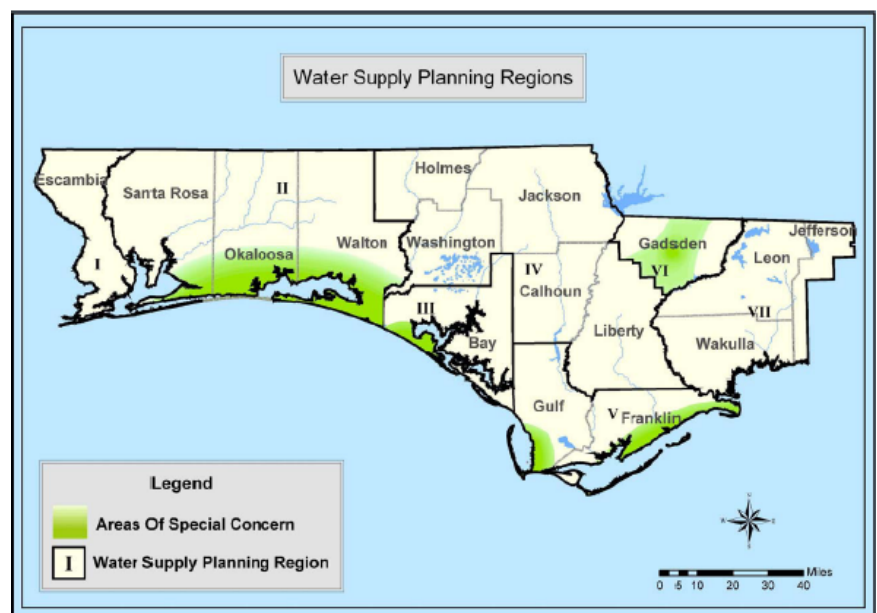 Water Supply Planning Regions
Escambia
Santa Rosa
II
Holmes
Jackson
Okaloosa
Walton
Washington
Gadsden
Jefferson
Leon
I
IV
VI
Calhoun
III
Bay
Liberty
VII
Wakulla
Gulf
V
Franklin
Legend
Areas Of Special Concern
I Water Supply Planning Region
N
0 5 10 20 30 40 Miles